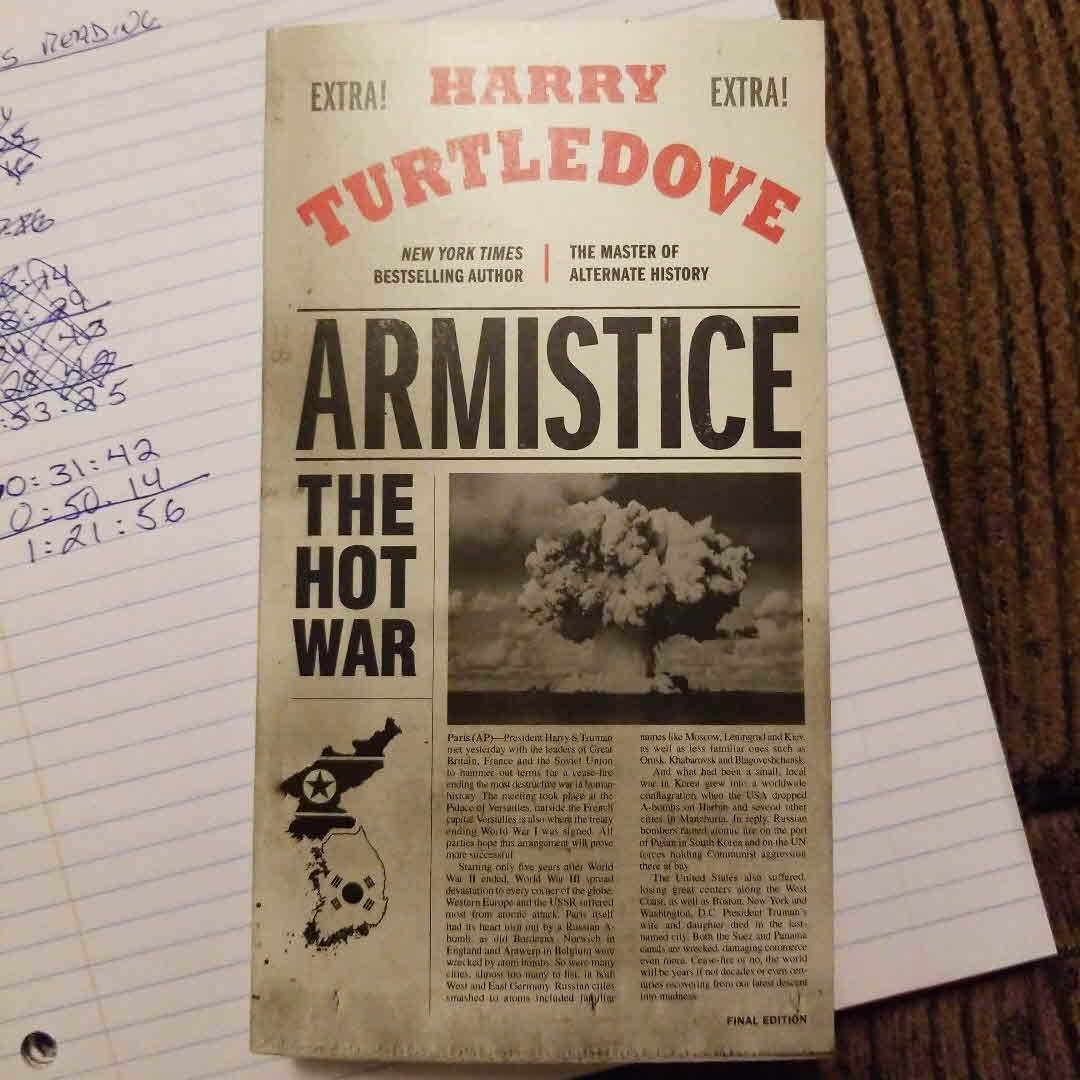 READING
0:31:42
0:50.14
1:21:56
EXTRA!
HARRY
EXTRA!
TURTLEDOVE
NEW YORK TIMES
BESTSELLING AUTHOR
THE MASTER OF
ALTERNATE HISTORY
ARMISTICE
THE
HOT
WAR
Paris (AP)—President Harry S Truman
met yesterday with the leaders of Great
Britain, France and the Soviet Union
to hammer out terms for a cease-fire
ending the most destructive war in human
history. The meeting took place at the
Palace of Versailles, outside the French
capital. Versailles is also where the treaty
ending World War I was signed. All
parties hope this arrangement will prove
more successful.
Starting only five years after World
War II ended, World War III spread
devastation to every corner of the globe.
Western Europe and the USSR suffered
most from atomic attack. Paris itself
had its heart torn out by a Russian A-
bomb, as did Bordeaux. Norwich in
England and Antwerp in Belgium were
wrecked by atom bombs. So were many
cities, almost too many to list, in both
West and East Germany. Russian cities
smashed to atoms included familiar
names like Moscow, Leningrad and Kiev,
as well as less familiar ones such as
Omsk, Khabarovsk and Blagoveshchensk.
And what had been a small, local
war in Korea grew into a worldwide
conflagration when the USA dropped
A-bombs on Harbin and several other
cities in Manchuria. In reply, Russian
bombers rained atomic fire on the port
of Pusan in South Korea and on the UN
forces holding Communist aggression
there at bay.
The United States also suffered,
losing great centers along the West
Coast, as well as Boston, New York and
Washington, D.C. President Truman's
wife and daughter died in the last-
named city. Both the Suez and Panama
canals are wrecked, damaging commerce
even more. Cease-fire or no, the world
will be years if not decades or even cen-
turies recovering from our latest descent
into madness.
FINAL EDITION